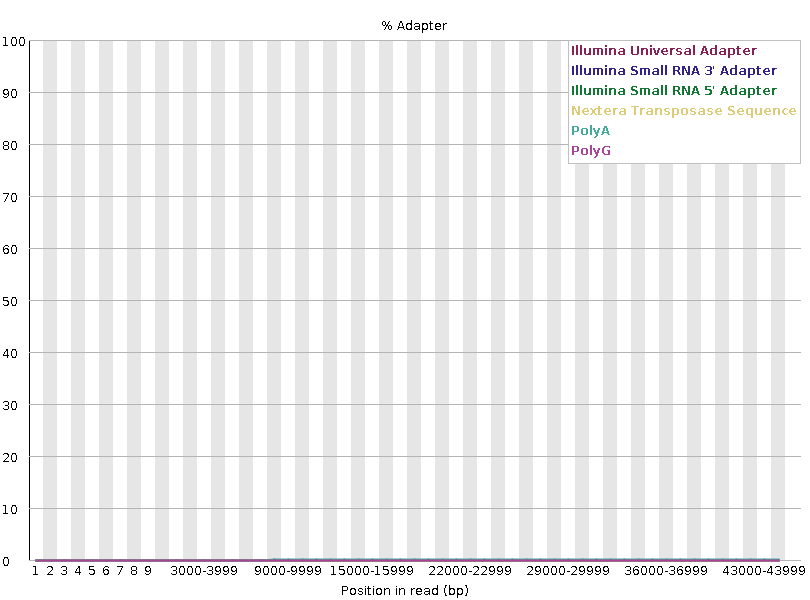 % Adapter
100
90
80
70
60
50
40
30
20
10
0
Illumina Universal Adapter
Illumina Small RNA 3' Adapter
Illumina Small RNA 5' Adapter
Nextera Transposase Sequence
PolyA
PolyG
1 2 3 4 5 6 7 8 9 3000-3999 9000-9999 15000-15999 22000-22999 29000-29999 36000-36999 43000-43999
Position in read (bp)